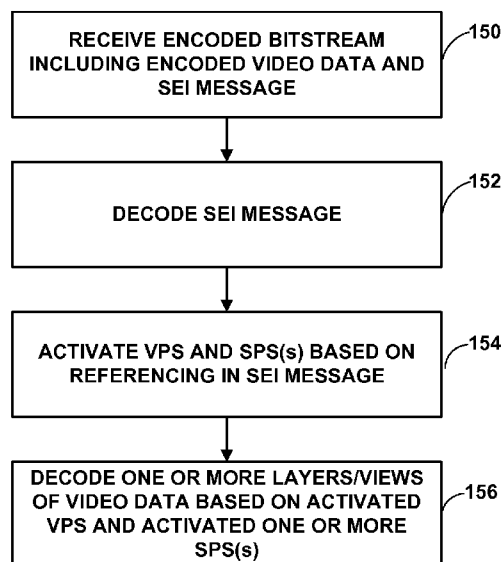 RECEIVE ENCODED BITSTREAM
INCLUDING ENCODED VIDEO DATA AND
SEI MESSAGE
150
DECODE SEI MESSAGE
152
ACTIVATE VPS AND SPS(s) BASED ON
REFERENCING IN SEI MESSAGE
154
DECODE ONE OR MORE LAYERS/VIEWS
OF VIDEO DATA BASED ON ACTIVATED
VPS AND ACTIVATED ONE OR MORE
SPS(s)
156